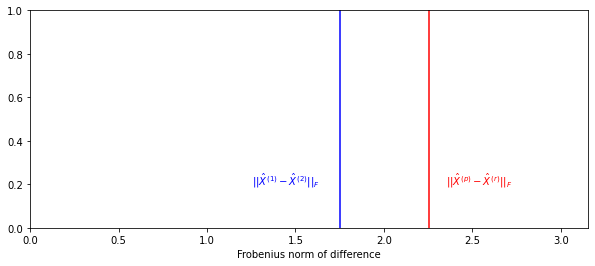 1.0
0.8
0.6
0.4
0.2
0.0
||X̂⁽¹⁾ − X̂⁽²⁾||_F
||X̂⁽ᵖ⁾ − X̂⁽ʳ⁾||_F
0.0 0.5 1.0 1.5 2.0 2.5 3.0
Frobenius norm of difference